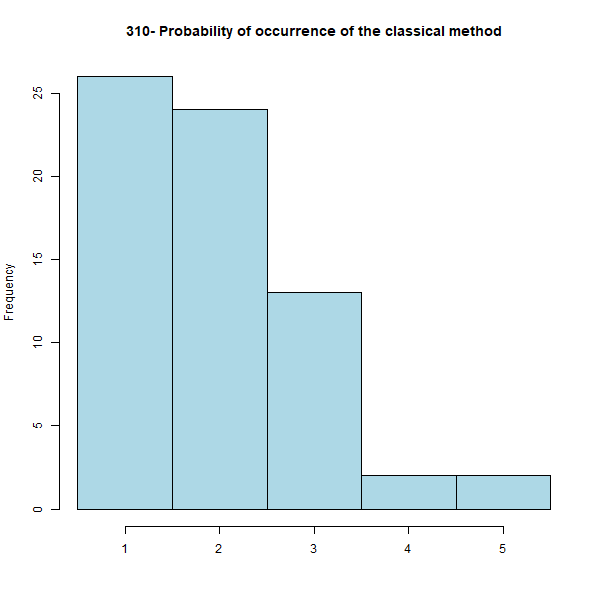 310- Probability of occurrence of the classical method
Frequency
25
20
15
10
5
0
1 2 3 4 5